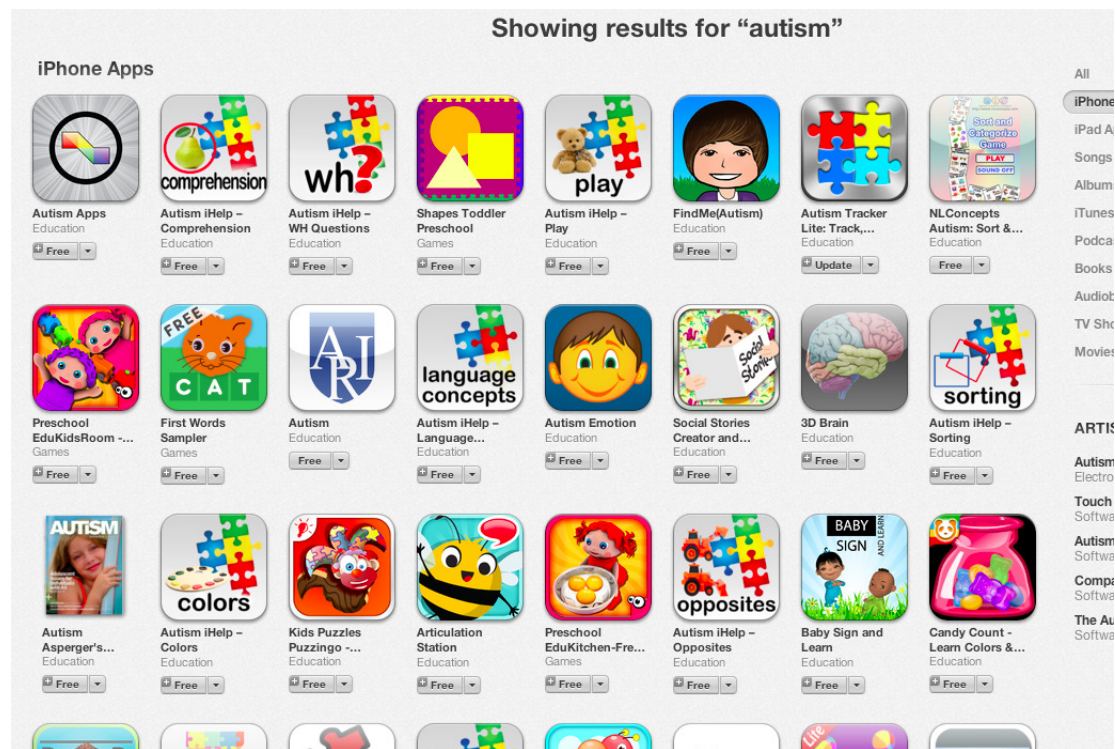 Showing results for “autism”
iPhone Apps
comprehension
wh?
play
Sort and
Categorize
Game
PLAY
SOUND OFF
Autism Apps
Education
Free
Autism iHelp –
Comprehension
Education
Free
Autism iHelp –
WH Questions
Education
Free
Shapes Toddler
Preschool
Games
Free
Autism iHelp –
Play
Education
Free
FindMe(Autism)
Education
Free
Autism Tracker
Lite: Track,...
Education
Update
NLConcepts
Autism: Sort &...
Education
Free
FREE
CAT
ARI
language
concepts
Social
Stories
sorting
Preschool
EduKidsRoom -...
Games
Free
First Words
Sampler
Games
Free
Autism
Education
Free
Autism iHelp –
Language...
Education
Free
Autism Emotion
Education
Free
Social Stories
Creator and...
Education
Free
3D Brain
Education
Free
Autism iHelp –
Sorting
Education
Free
AUTISM
colors
opposites
BABY
SIGN
AND LEARN
Autism
Asperger's...
Education
Free
Autism iHelp –
Colors
Education
Free
Kids Puzzles
Puzzingo -...
Education
Free
Articulation
Station
Education
Free
Preschool
EduKitchen-Fre...
Games
Free
Autism iHelp –
Opposites
Education
Free
Baby Sign and
Learn
Education
Free
Candy Count -
Learn Colors &...
Education
Free
Lite
All
iPhone
iPad A
Songs
Album
iTunes
Podca
Books
Audiob
TV Sho
Movies
ARTIS
Autism
Electro
Touch
Softwa
Autism
Softwa
Compa
Softwa
The Au
Softwa